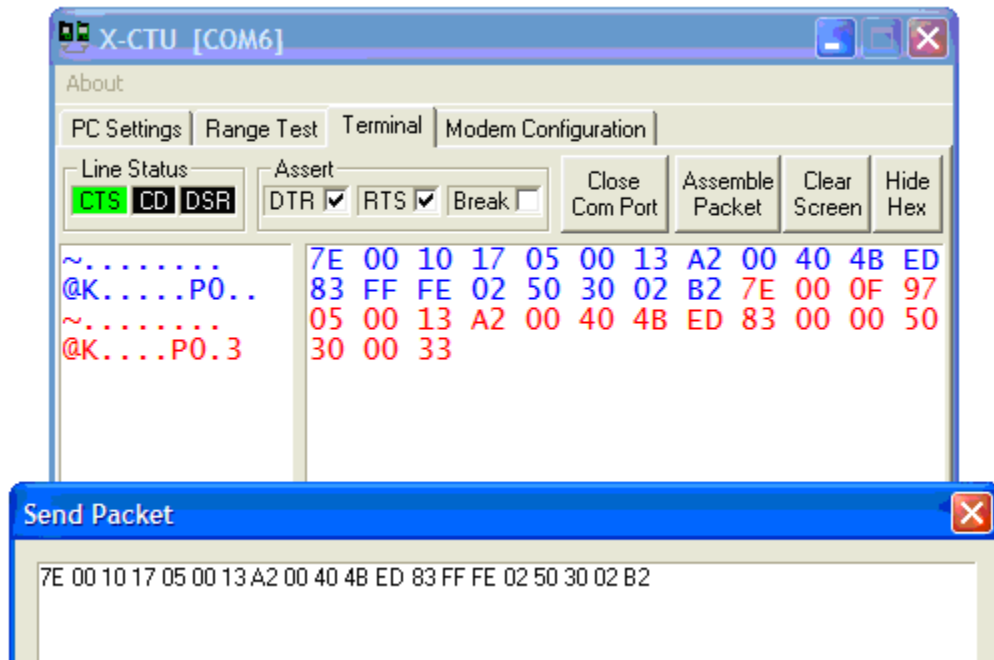 X-CTU [COM6]
About
PC Settings Range Test Terminal Modem Configuration
Line Status Assert
CTS CD DSR DTR RTS Break
Close Com Port
Assemble Packet
Clear Screen
Hide Hex
~........ 7E 00 10 17 05 00 13 A2 00 40 4B ED
@K.....P0.. 83 FF FE 02 50 30 02 B2 7E 00 0F 97
~........ 05 00 13 A2 00 40 4B ED 83 00 00 50
@K....P0.3 30 00 33
Send Packet
7E 00 10 17 05 00 13 A2 00 40 4B ED 83 FF FE 02 50 30 02 B2